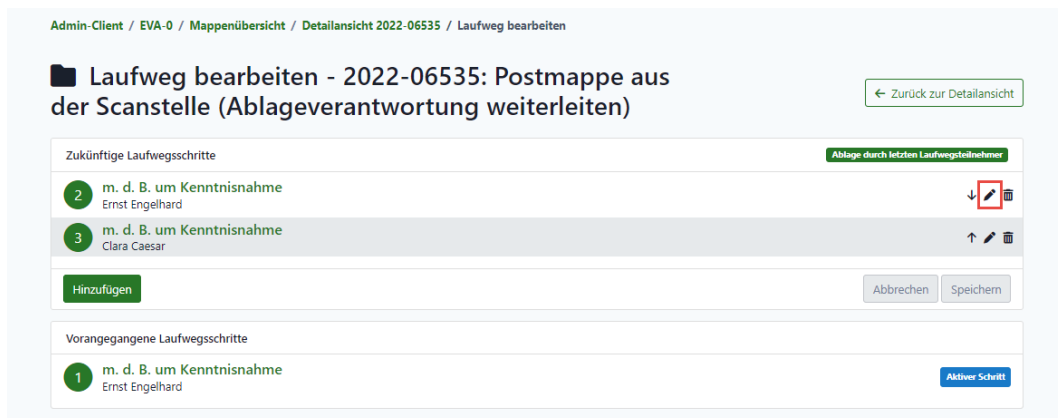 Admin-Client / EVA-0 / Mappenübersicht / Detailansicht 2022-06535 / Laufweg bearbeiten
Laufweg bearbeiten - 2022-06535: Postmappe aus
der Scanstelle (Ablageverantwortung weiterleiten)
← Zurück zur Detailansicht
Zukünftige Laufwegsschritte
Ablage durch letzten Laufwegsteilnehmer
2
m. d. B. um Kenntnisnahme
Ernst Engelhard
3
m. d. B. um Kenntnisnahme
Clara Caesar
Hinzufügen
Abbrechen
Speichern
Vorangegangene Laufwegsschritte
1
m. d. B. um Kenntnisnahme
Ernst Engelhard
Aktiver Schritt